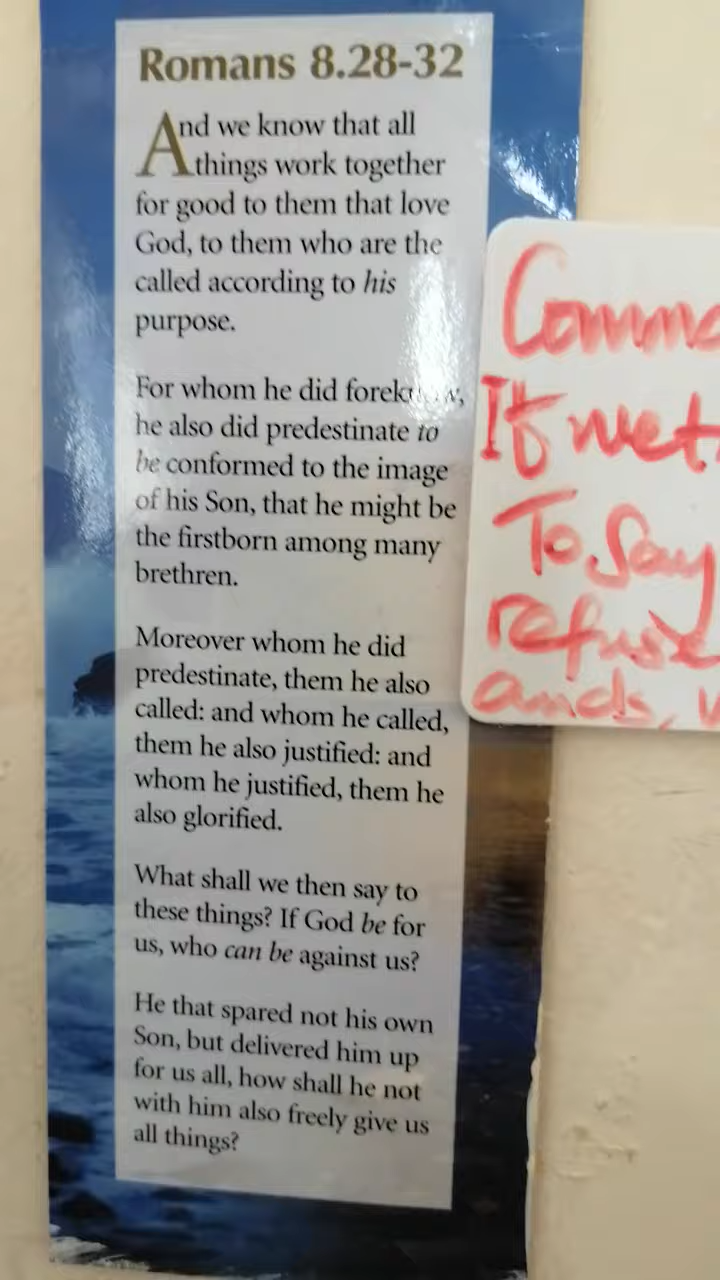 Romans 8.28-32
And we know that all
things work together
for good to them that love
God, to them who are the
called according to his
purpose.
For whom he did foreknow,
he also did predestinate to
be conformed to the image
of his Son, that he might be
the firstborn among many
brethren.
Moreover whom he did
predestinate, them he also
called: and whom he called,
them he also justified: and
whom he justified, them he
also glorified.
What shall we then say to
these things? If God be for
us, who can be against us?
He that spared not his own
Son, but delivered him up
for us all, how shall he not
with him also freely give us
all things?
If
To Say
refuse
ands,